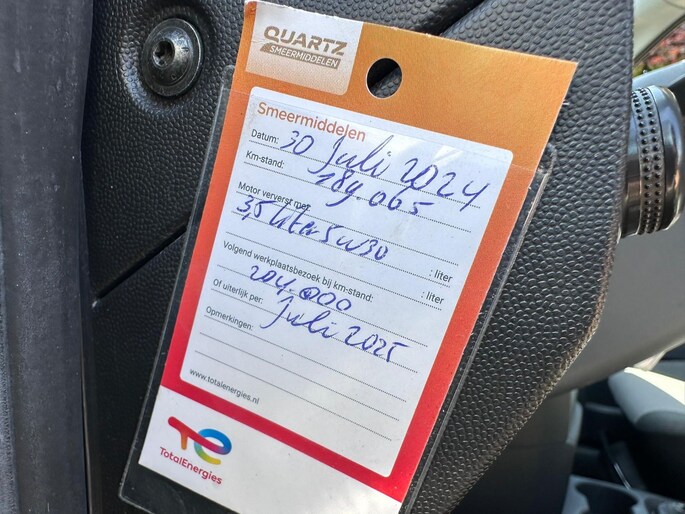 QUARTZ
SMEERMIDDELEN
Smeermiddelen
Datum: 30 Juli 2024
Km-stand: 189.065
Motor ververst met:
3,5 liter 5w30 : liter
: liter
Volgend werkplaatsbezoek bij km-stand:
204.000
Of uiterlijk per: Juli 2025
Opmerkingen:
www.totalenergies.nl
TotalEnergies